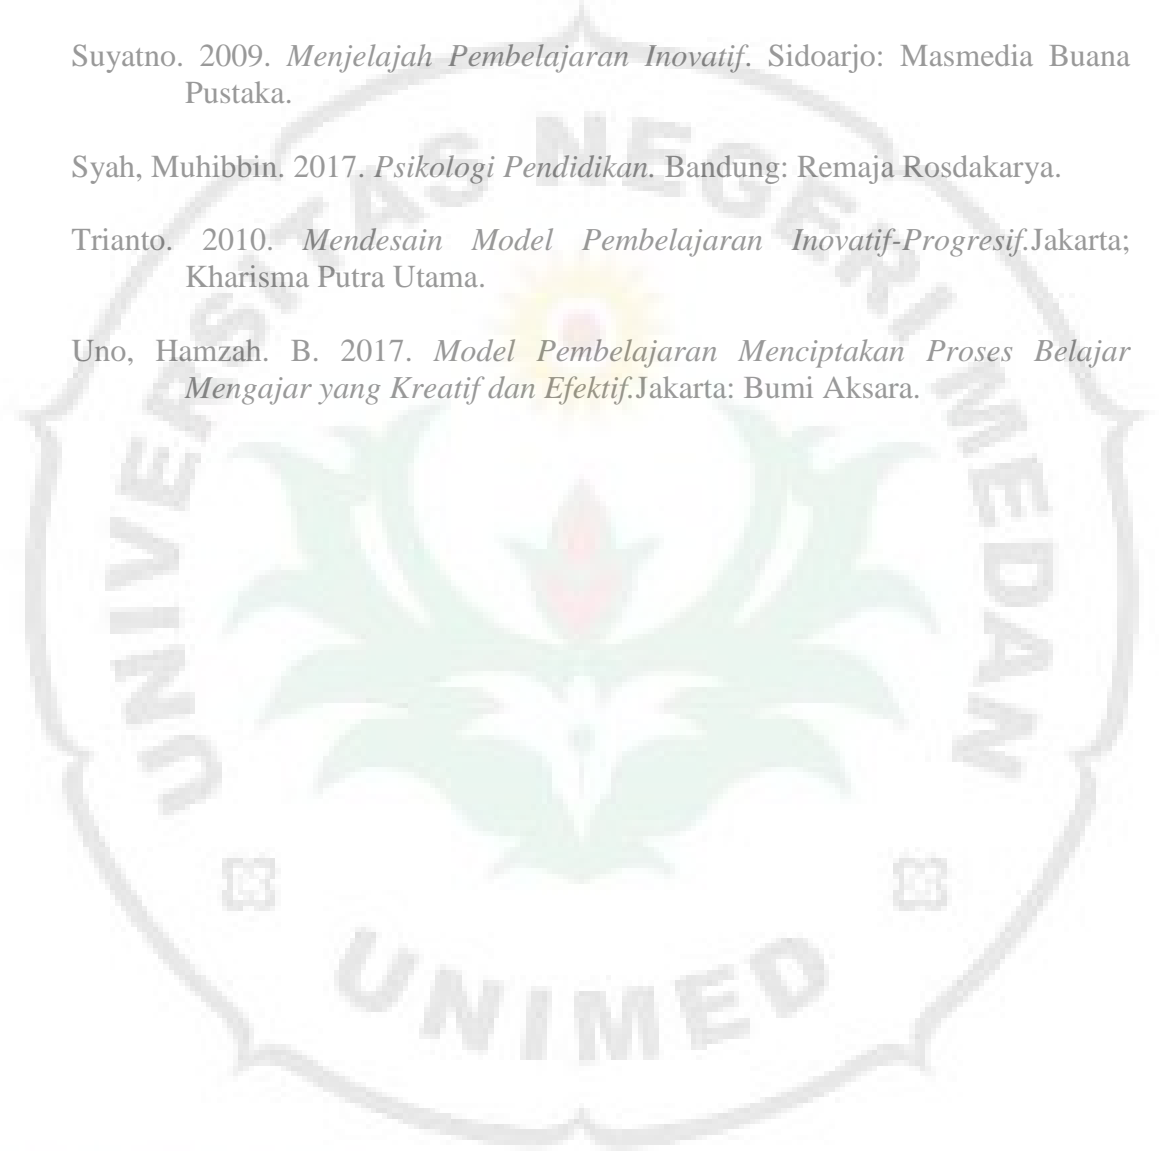 Suyatno. 2009. Menjelajah Pembelajaran Inovatif. Sidoarjo: Masmedia Buana
Pustaka.
Syah, Muhibbin. 2017. Psikologi Pendidikan. Bandung: Remaja Rosdakarya.
Trianto. 2010. Mendesain Model Pembelajaran Inovatif-Progresif.Jakarta;
Kharisma Putra Utama.
Uno, Hamzah. B. 2017. Model Pembelajaran Menciptakan Proses Belajar
Mengajar yang Kreatif dan Efektif.Jakarta: Bumi Aksara.
UNIVERSITAS NEGERI MEDAN
UNIMED